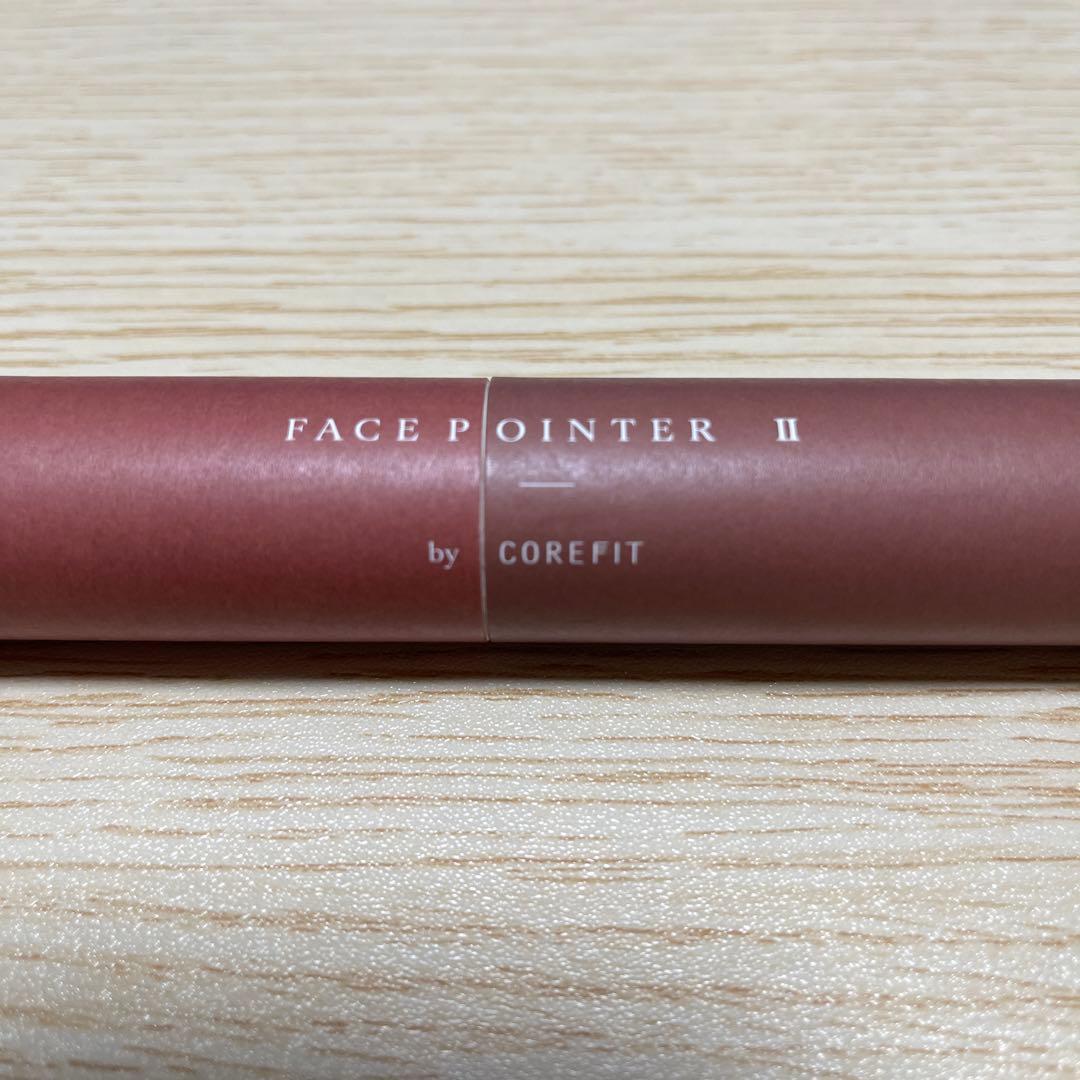 FACE POINTER Ⅱ
by COREFIT